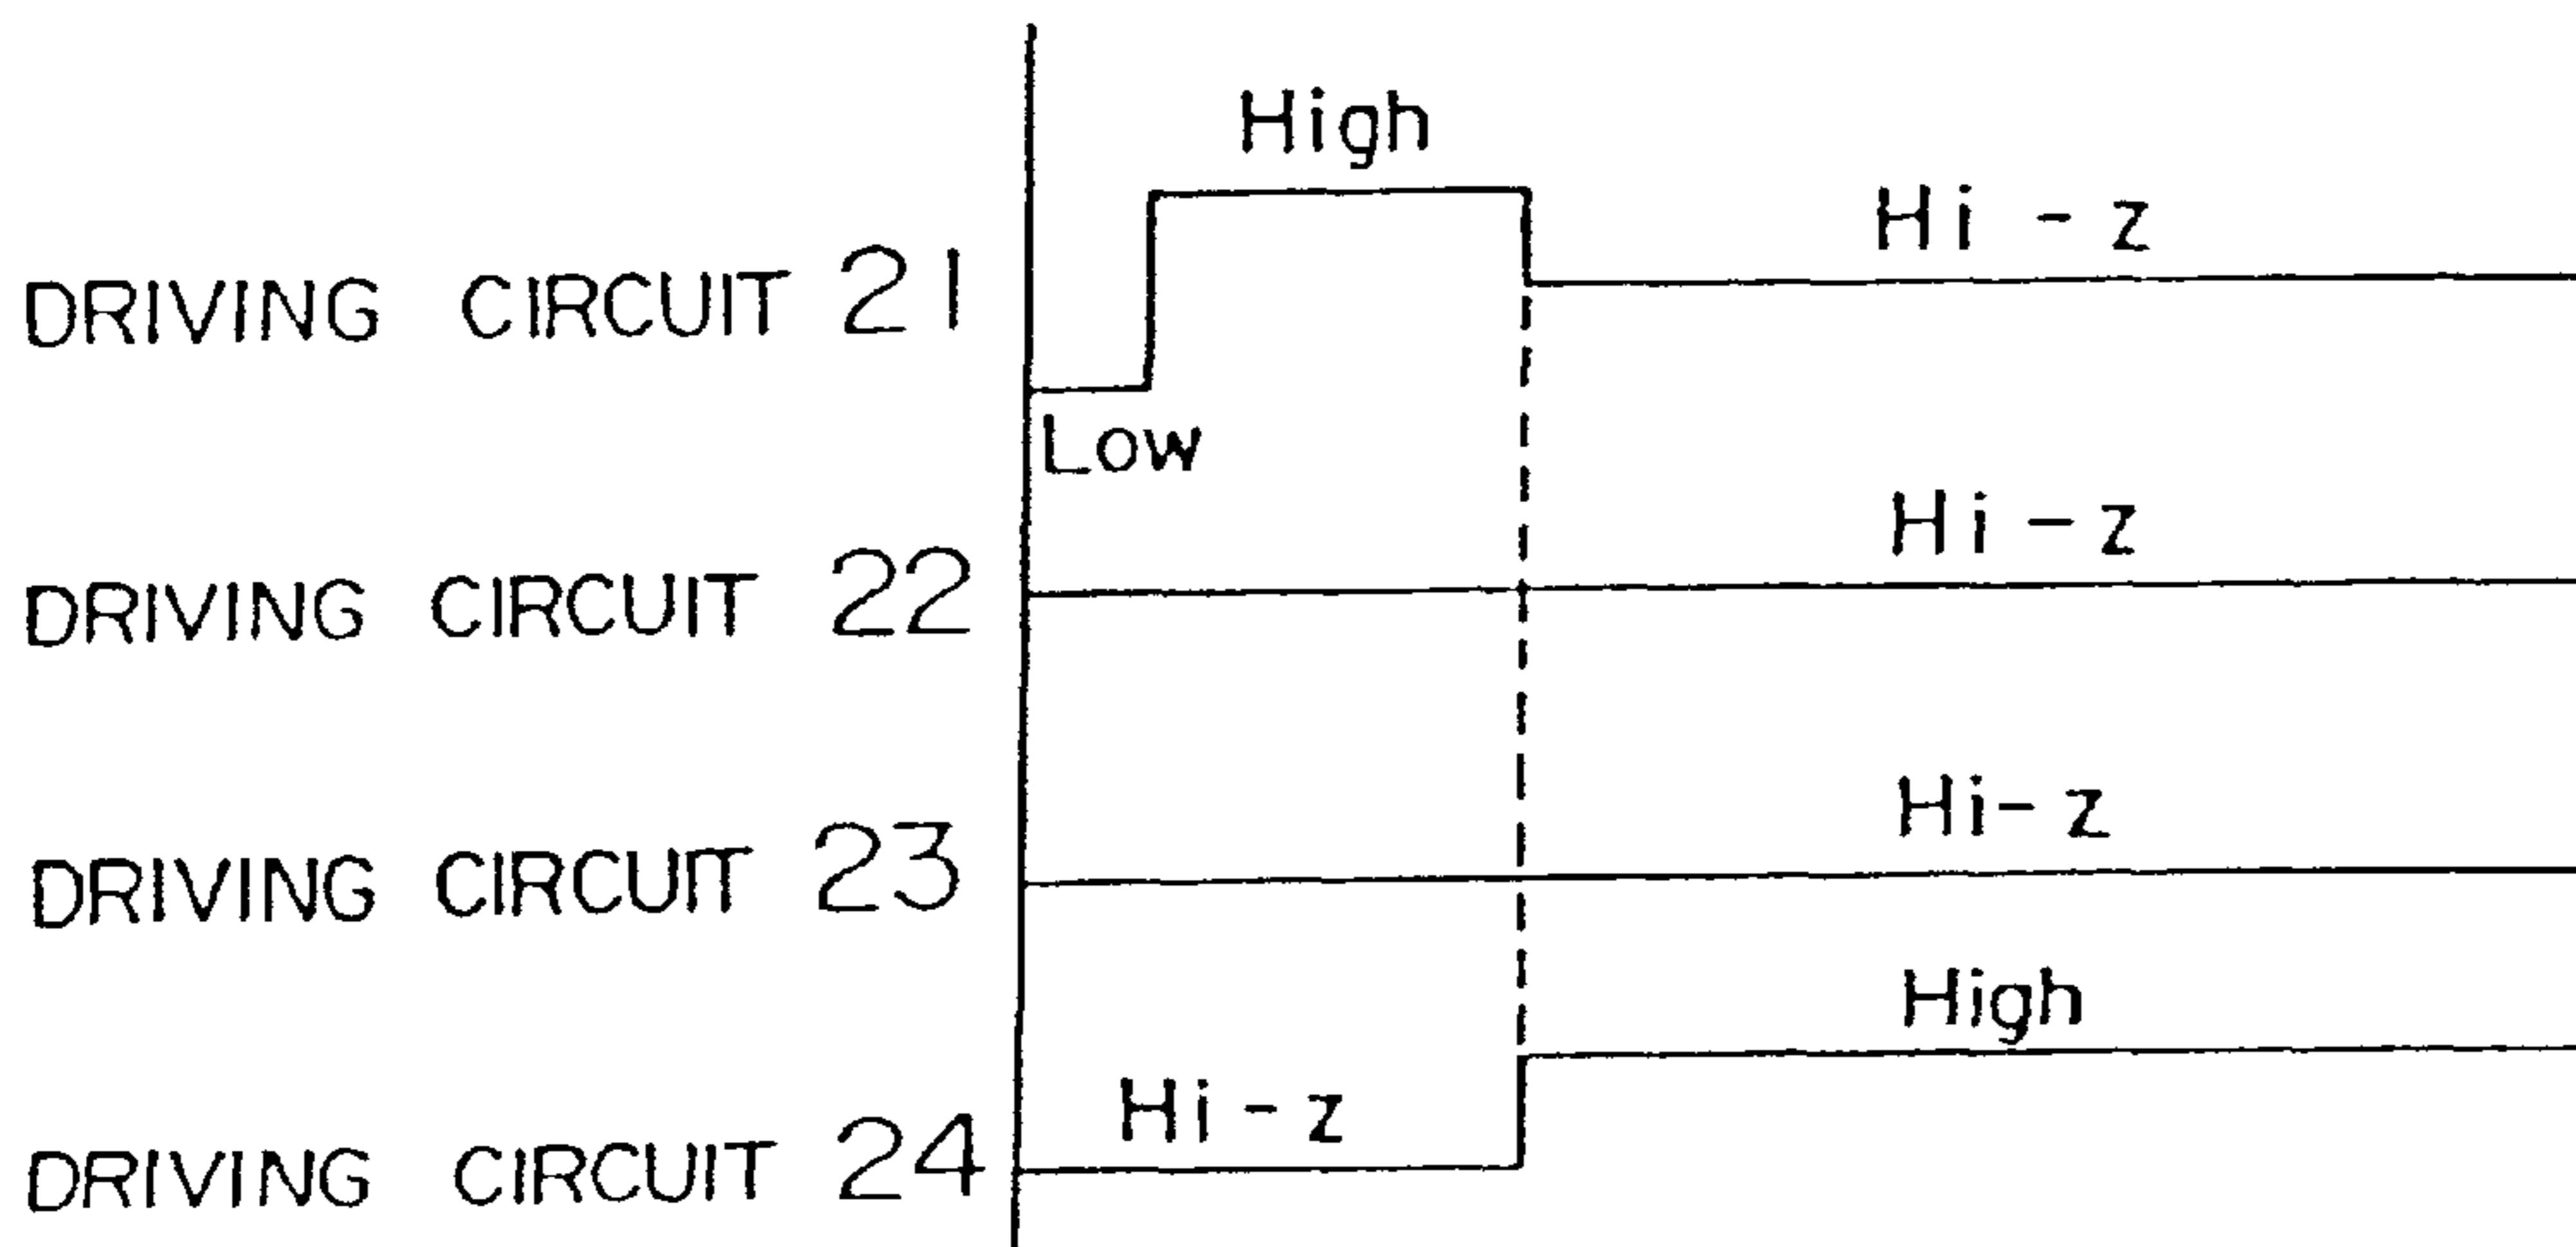 High
Hi - z
DRIVING CIRCUIT 21
Low
Hi - z
DRIVING CIRCUIT 22
Hi - z
DRIVING CIRCUIT 23
High
Hi - z
DRIVING CIRCUIT 24